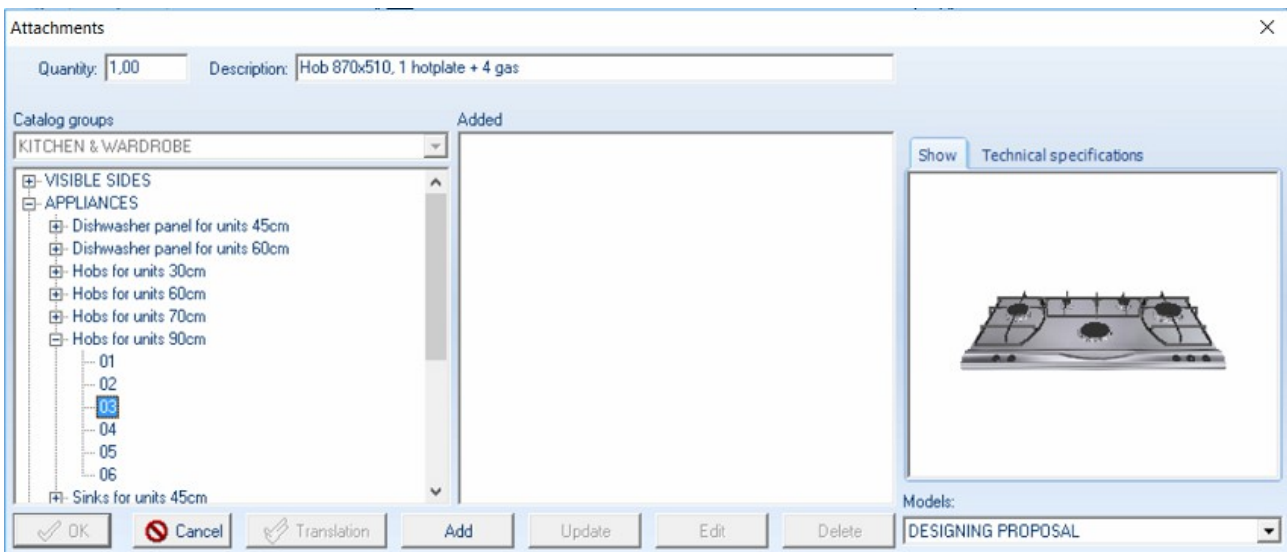 Attachments
Quantity: 1,00 Description: Hob 870x510, 1 hotplate + 4 gas
Catalog groups
KITCHEN & WARDROBE
VISIBLE SIDES
APPLIANCES
Dishwasher panel for units 45cm
Dishwasher panel for units 60cm
Hobs for units 30cm
Hobs for units 60cm
Hobs for units 70cm
Hobs for units 90cm
01
02
03
04
05
06
Sinks for units 45cm
Added
Show Technical specifications
Models:
DESIGNING PROPOSAL
OK Cancel Translation Add Update Edit Delete